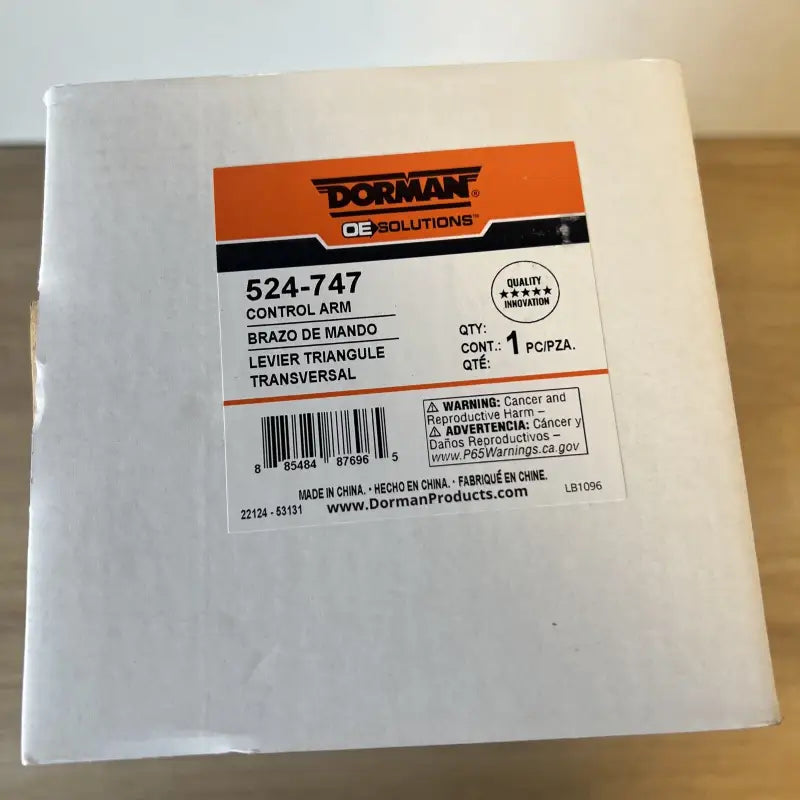 DORMAN®
OE SOLUTIONS™
524-747
CONTROL ARM
BRAZO DE MANDO
LEVIER TRIANGULE
TRANSVERSAL
QUALITY
★★★★★
INNOVATION
QTY:
CONT.: 1 PC/PZA.
QTÉ:
⚠ WARNING: Cancer and
Reproductive Harm –
⚠ ADVERTENCIA: Cáncer y
Daños Reproductivos –
www.P65Warnings.ca.gov
8 85484 87696 5
MADE IN CHINA. • HECHO EN CHINA. • FABRIQUÉ EN CHINE.
22124 - 53131
www.DormanProducts.com
LB1096